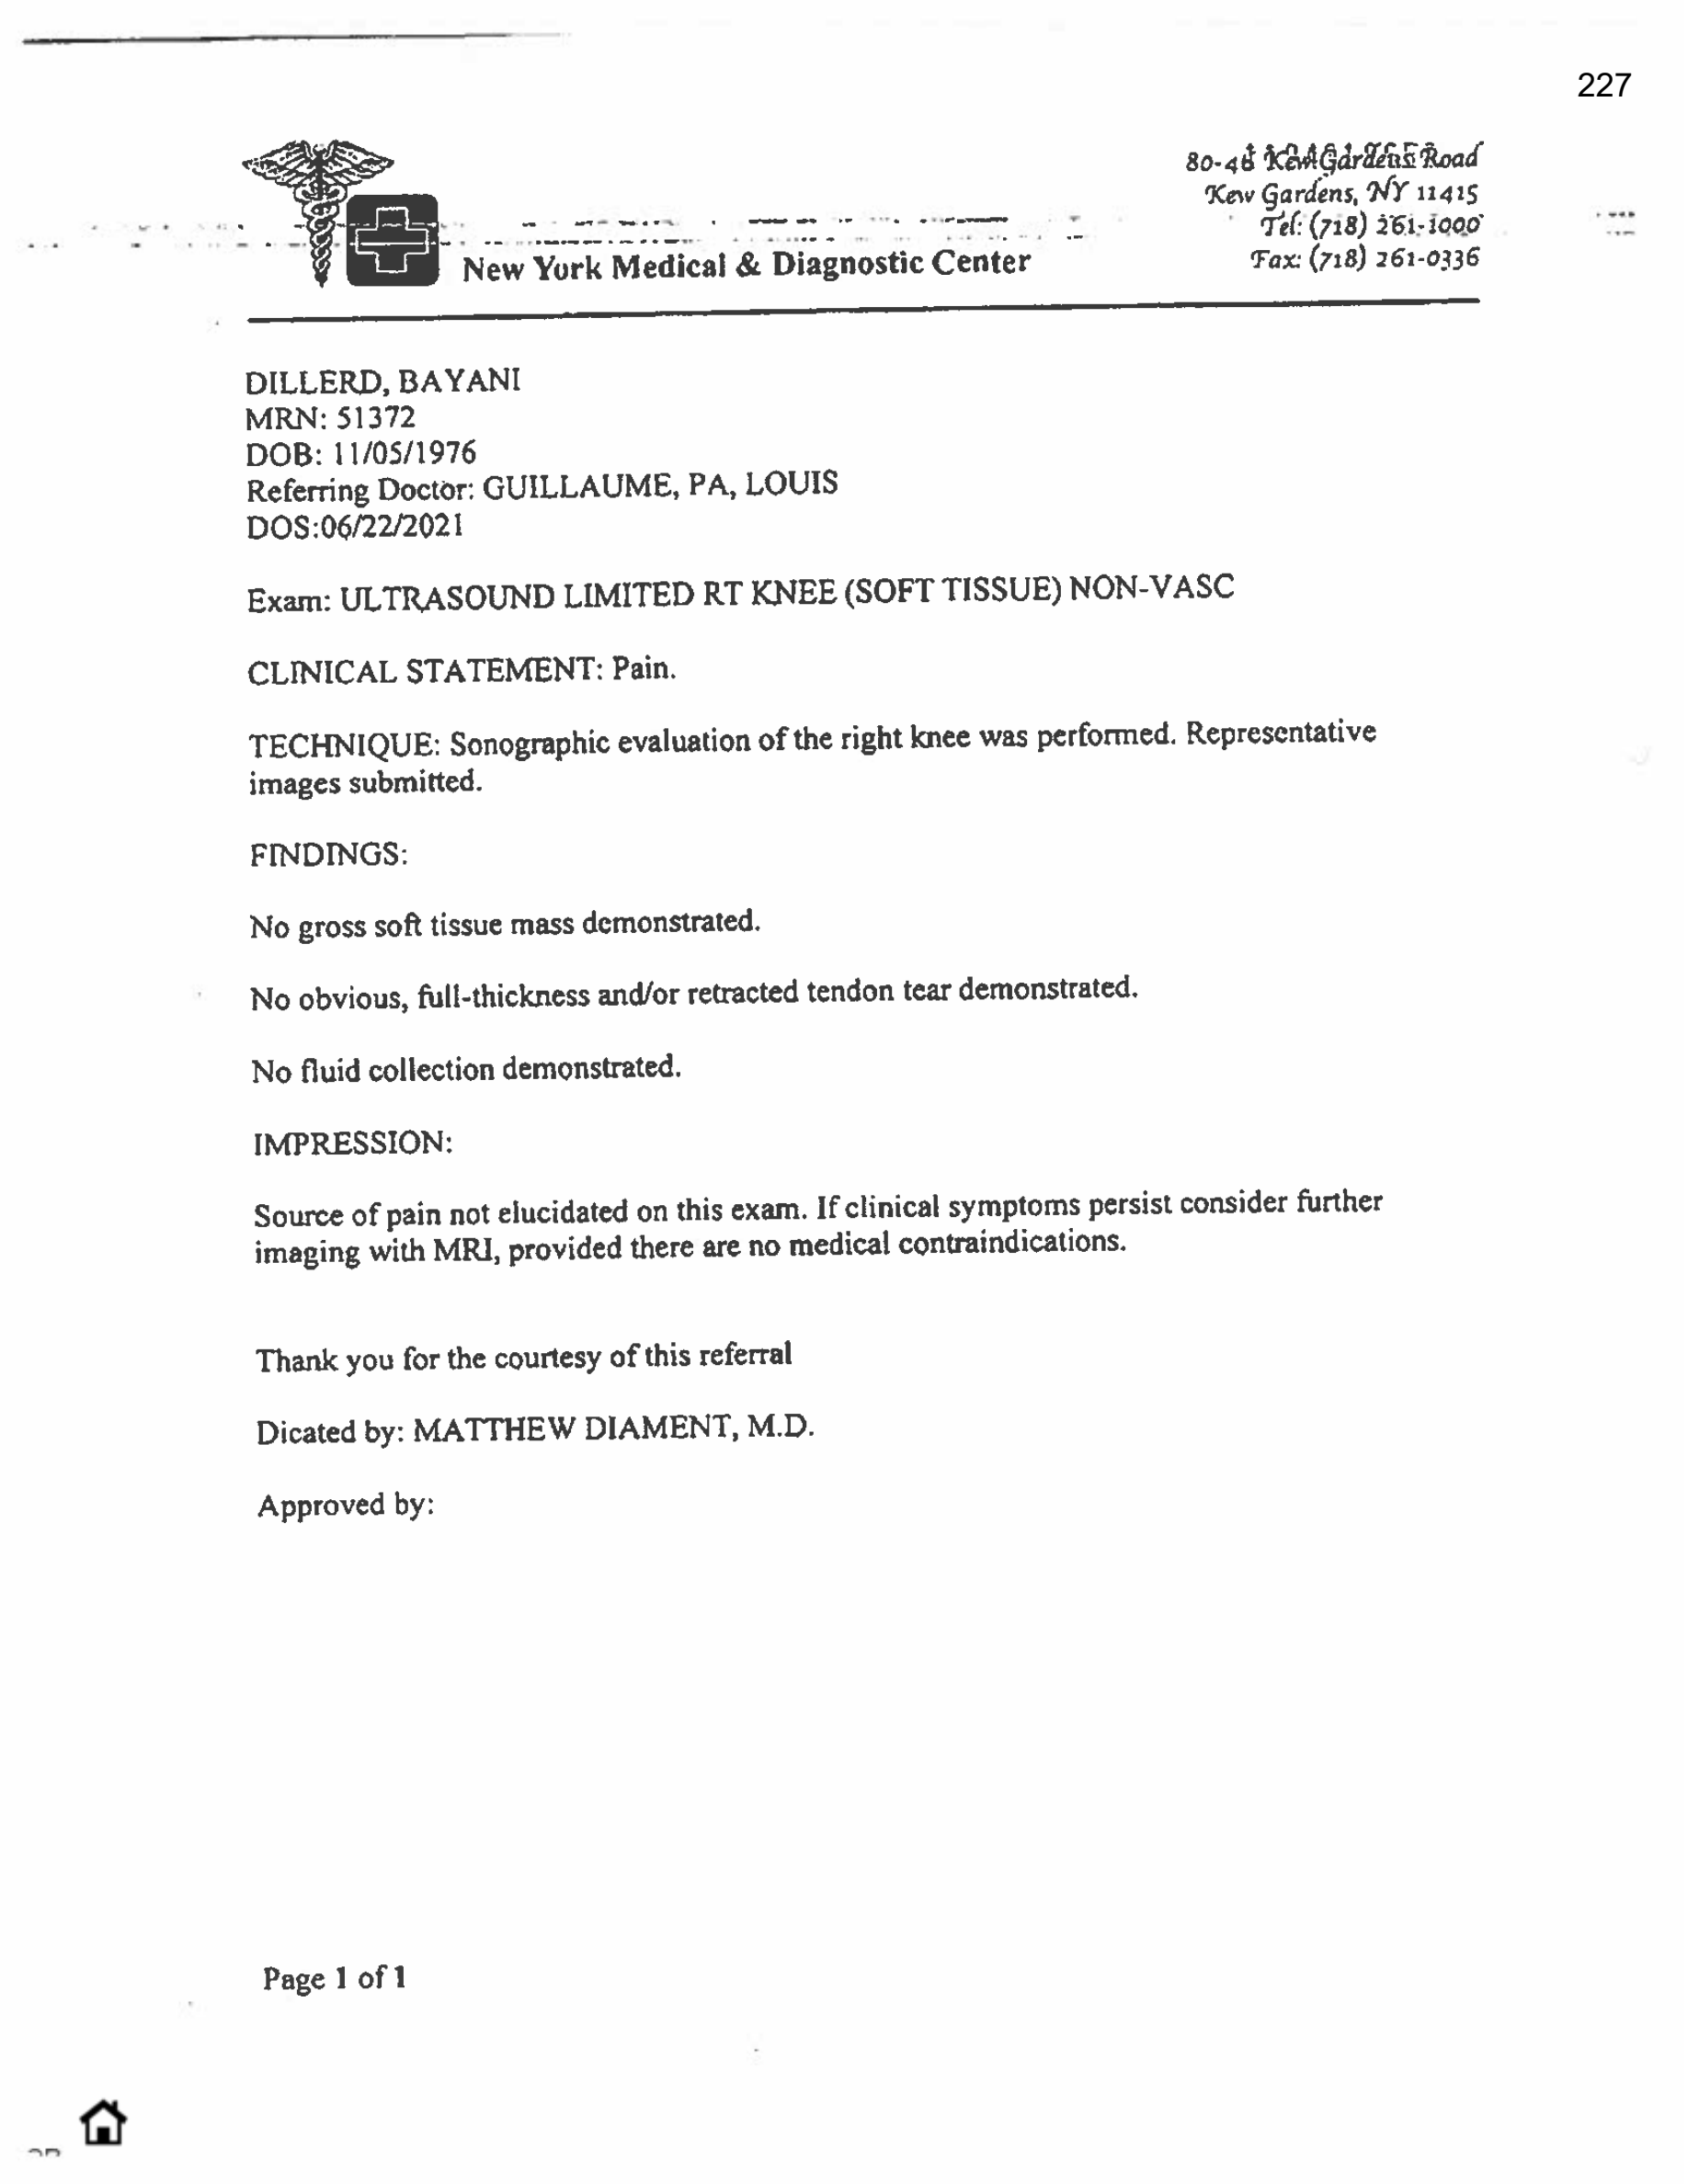 227
80-46 Kew Gardens Road
Kew Gardens, NY 11415
Tel: (718) 261-1000
Fax: (718) 261-0336
New York Medical & Diagnostic Center
DILLERD, BAYANI
MRN: 51372
DOB: 11/05/1976
Referring Doctor: GUILLAUME, PA, LOUIS
DOS:06/22/2021
Exam: ULTRASOUND LIMITED RT KNEE (SOFT TISSUE) NON-VASC
CLINICAL STATEMENT: Pain.
TECHNIQUE: Sonographic evaluation of the right knee was performed. Representative
images submitted.
FINDINGS:
No gross soft tissue mass demonstrated.
No obvious, full-thickness and/or retracted tendon tear demonstrated.
No fluid collection demonstrated.
IMPRESSION:
Source of pain not elucidated on this exam. If clinical symptoms persist consider further
imaging with MRI, provided there are no medical contraindications.
Thank you for the courtesy of this referral
Dicated by: MATTHEW DIAMENT, M.D.
Approved by:
Page 1 of 1